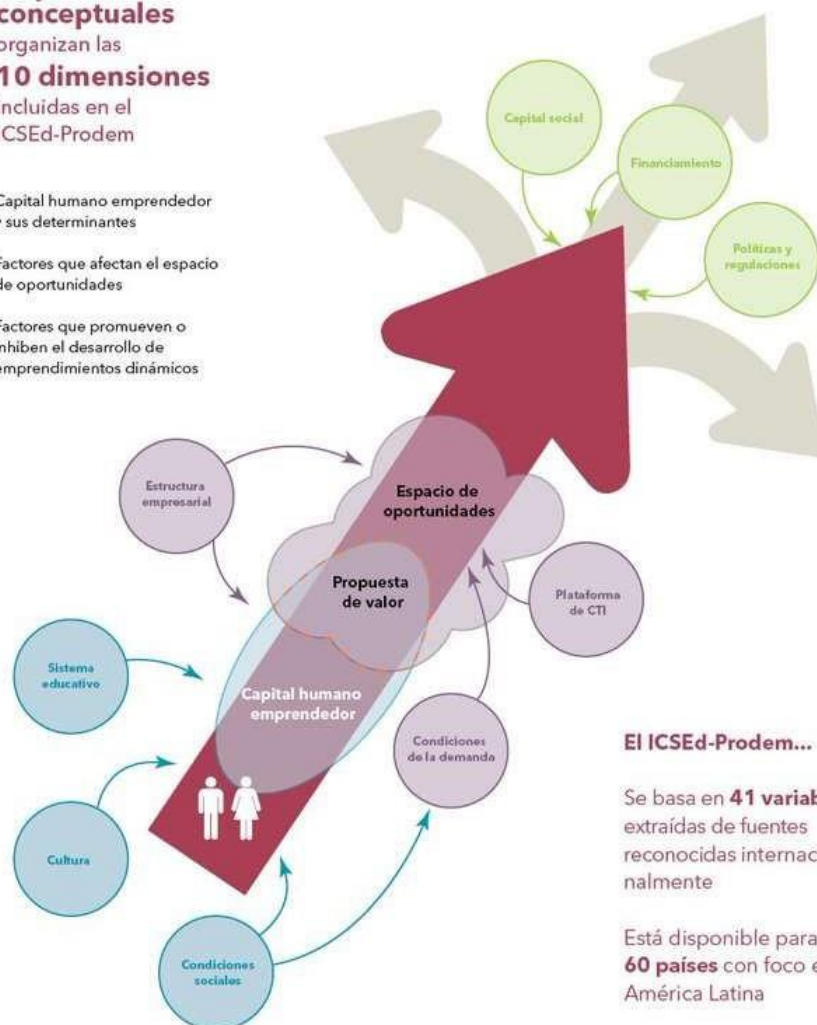 conceptuales
organizan las
10 dimensiones
incluidas en el
ICSEd-Prodem
Capital humano emprendedor
y sus determinantes
Factores que afectan el espacio
de oportunidades
Factores que promueven o
inhiben el desarrollo de
emprendimientos dinámicos
Capital social
Financiamiento
Políticas y
regulaciones
Estructura
empresarial
Espacio de
oportunidades
Propuesta
de valor
Plataforma
de CTI
Sistema
educativo
Capital humano
emprendedor
Condiciones
de la demanda
Cultura
Condiciones
sociales
El ICSEd-Prodem...
Se basa en 41 variab
extraídas de fuentes
reconocidas internac
nalmente
Está disponible para
60 países con foco e
América Latina